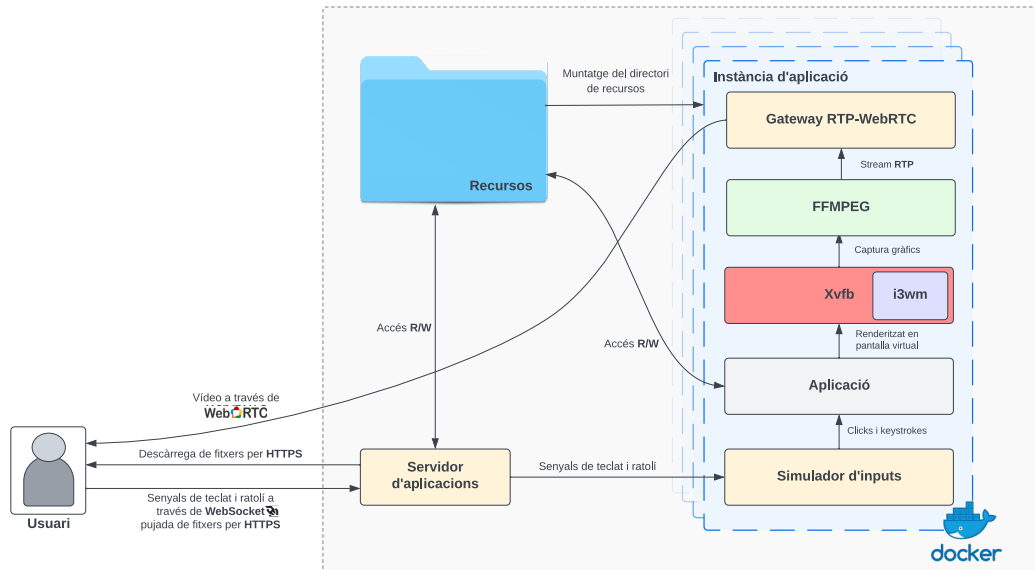 Instància d'aplicació
Muntatge del directori
de recursos
Gateway RTP-WebRTC
Stream RTP
Recursos
FFMPEG
Captura gràfics
Xvfb
i3wm
Accés R/W
Renderitzat en
pantalla virtual
Accés R/W
Aplicació
Vídeo a través de
WebRTC
Clicks i keystrokes
Descàrrega de fitxers per HTTPS
Servidor
d'aplicacions
Senyals de teclat i ratolí
Simulador d'inputs
Usuari
Senyals de teclat i ratolí a
través de WebSocket
pujada de fitxers per HTTPS
docker